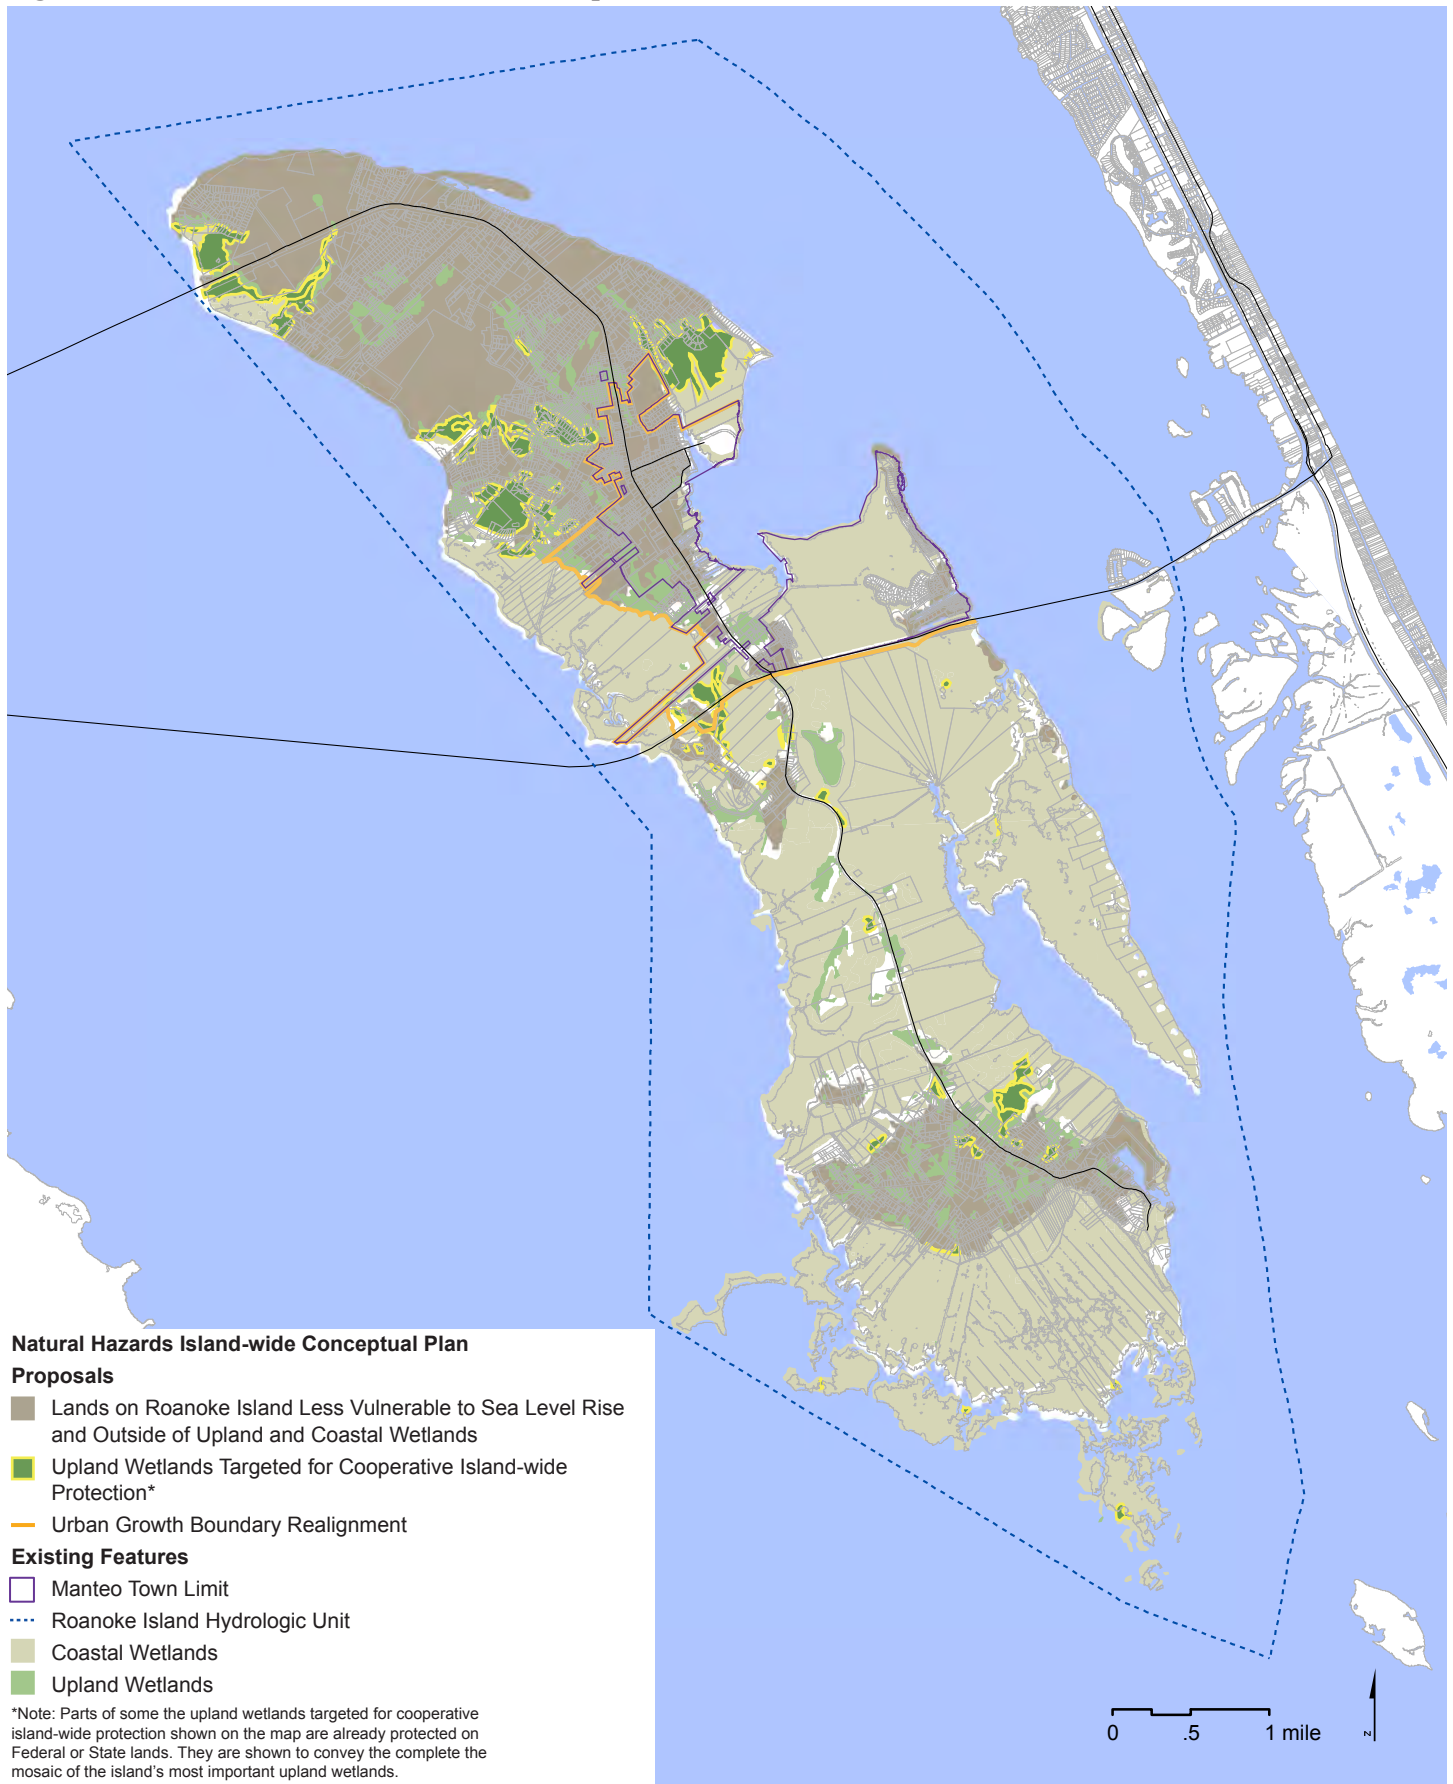 Natural Hazards Island-wide Conceptual Plan
Proposals
Lands on Roanoke Island Less Vulnerable to Sea Level Rise
and Outside of Upland and Coastal Wetlands
Upland Wetlands Targeted for Cooperative Island-wide
Protection*
Urban Growth Boundary Realignment
Existing Features
Manteo Town Limit
Roanoke Island Hydrologic Unit
Coastal Wetlands
Upland Wetlands
*Note: Parts of some the upland wetlands targeted for cooperative
island-wide protection shown on the map are already protected on
Federal or State lands. They are shown to convey the complete the
mosaic of the island's most important upland wetlands.
0 .5 1 mile
N